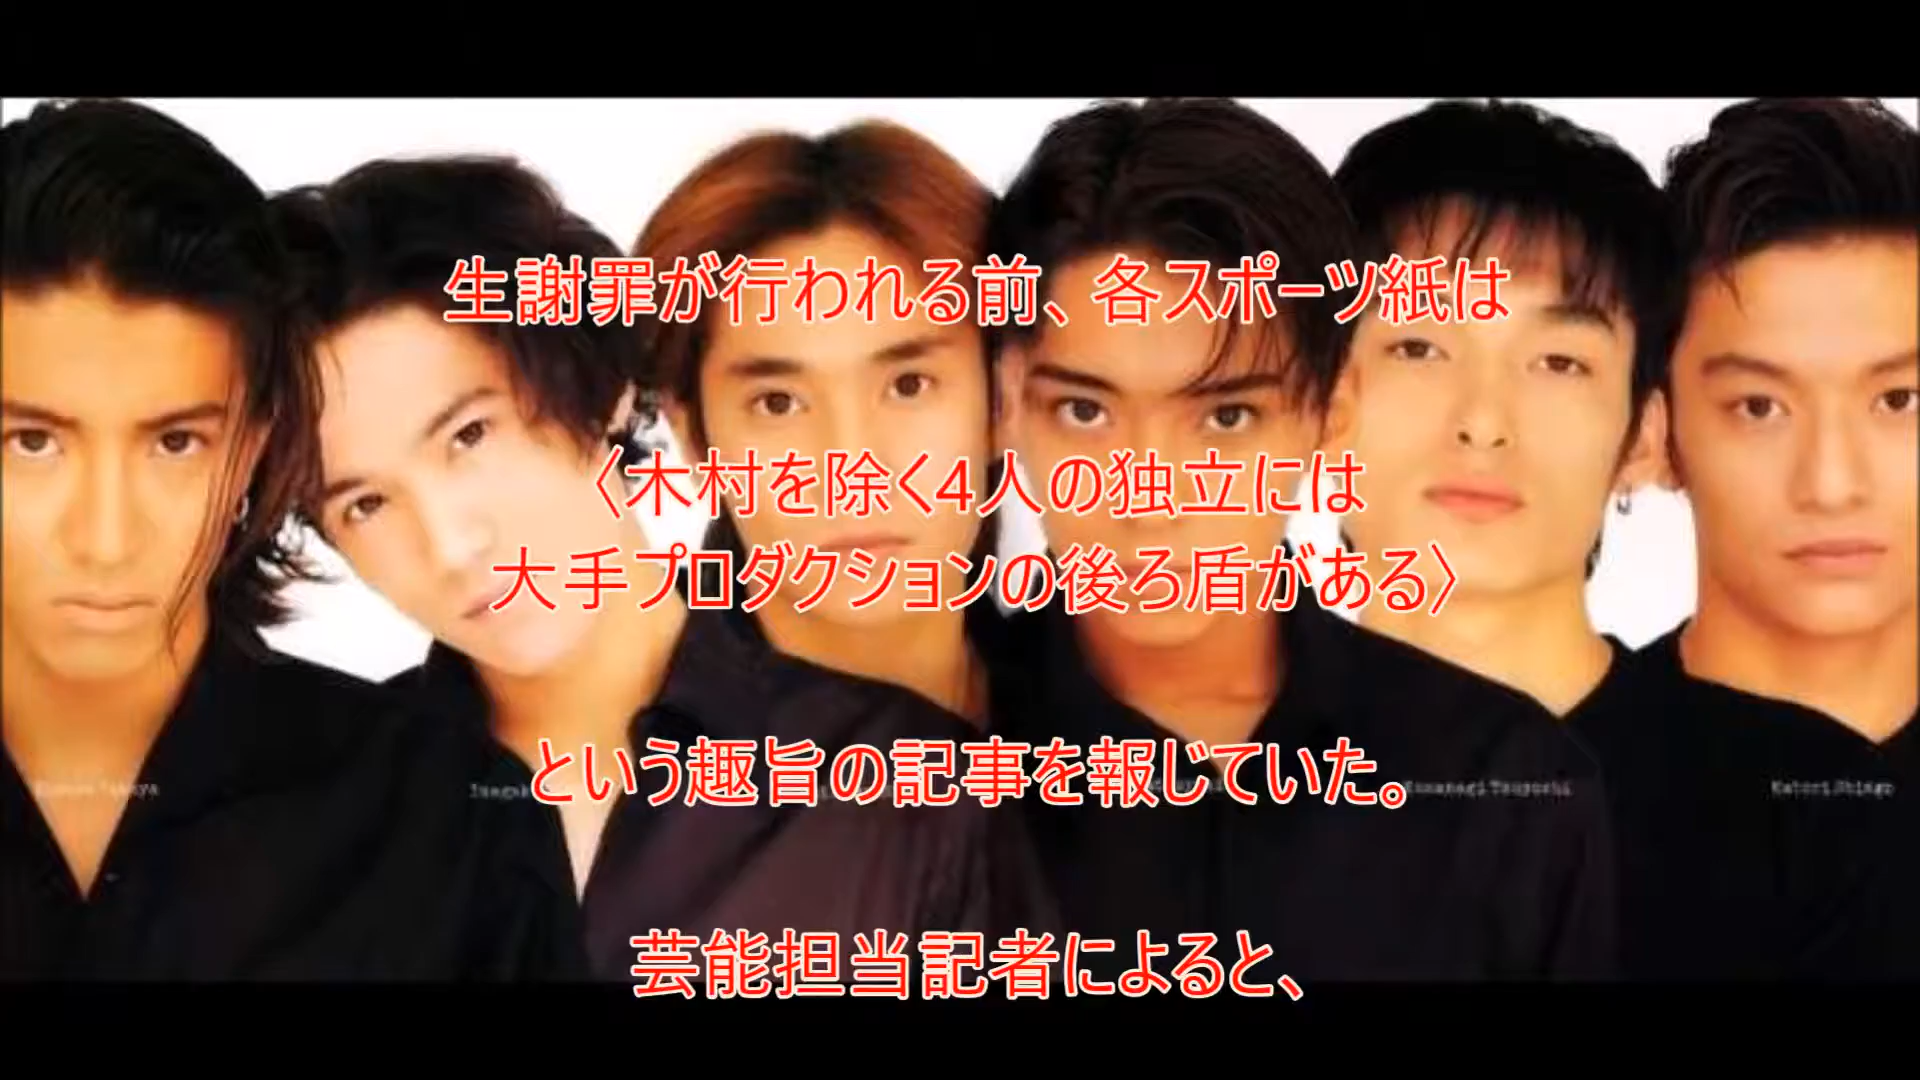 生謝罪が行われる前、各スポーツ紙は
〈木村を除く4人の独立には
大手プロダクションの後ろ盾がある〉
という趣旨の記事を報じていた。
芸能担当記者によると、
Katori Shingo